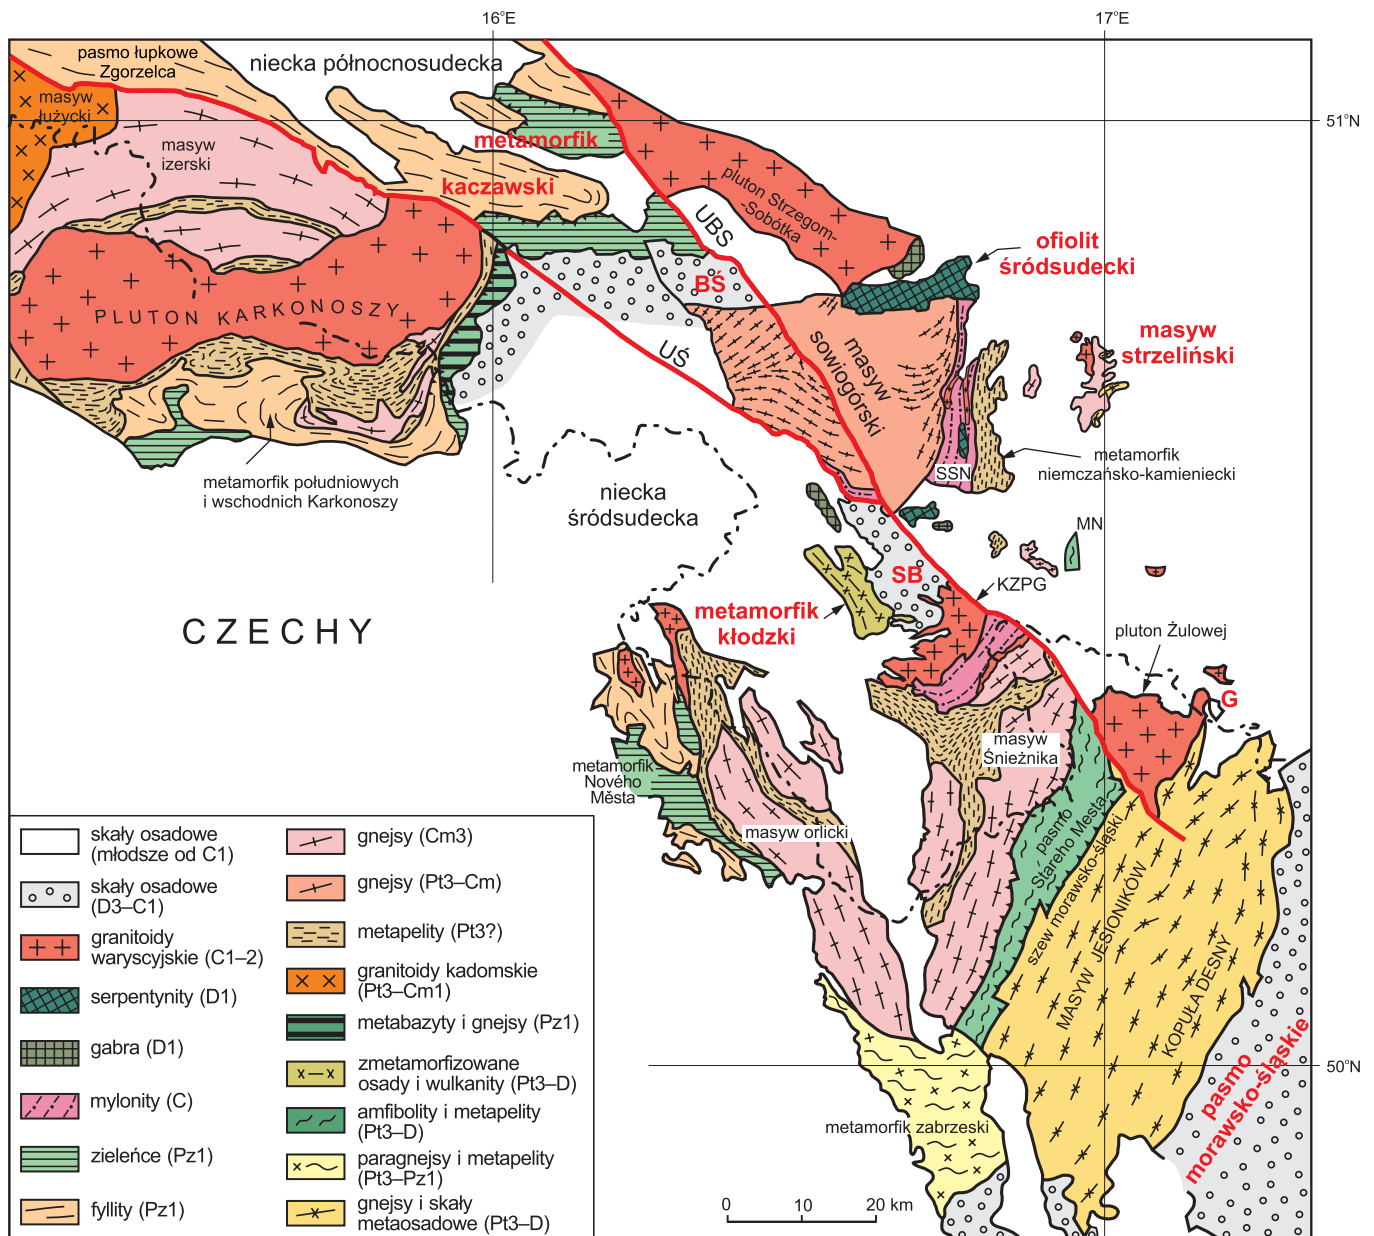 16°E
17°E
pasmo łupkowe
Zgorzelca
niecka północnosudecka
masyw
łużycki
51°N
metamorfik
masyw
izerski
kaczawski
pluton Strzegom-
-Sobótka
UBS
ofiolit
śródsudecki
BŚ
PLUTON KARKONOSZY
masyw
sowiogórski
masyw
strzeliński
UŚ
metamorfik
niemczańsko-kamieniecki
SSN
metamorfik południowych
i wschodnich Karkonoszy
niecka
śródsudecka
MN
SB
KZPG
metamorfik
kłodzki
CZECHY
pluton Żulowej
G
masyw
Śnieżnika
metamorfik
Nového
Města
masyw orlicki
pasmo
Stareho Mesta
szew morawsko-śląski
MASYW JESIONIKÓW
KOPUŁA DESNY
pasmo
morawsko-śląskie
50°N
metamorfik zabrzeski
0 10 20 km
skały osadowe
(młodsze od C1)
skały osadowe
(D3–C1)
granitoidy
waryscyjskie (C1–2)
serpentynity (D1)
gabra (D1)
mylonity (C)
zieleńce (Pz1)
fyllity (Pz1)
gnejsy (Cm3)
gnejsy (Pt3–Cm)
metapelity (Pt3?)
granitoidy kadomskie
(Pt3–Cm1)
metabazyty i gnejsy (Pz1)
zmetamorfizowane
osady i wulkanity (Pt3–D)
amfibolity i metapelity
(Pt3–D)
paragnejsy i metapelity
(Pt3–Pz1)
gnejsy i skały
metaosadowe (Pt3–D)